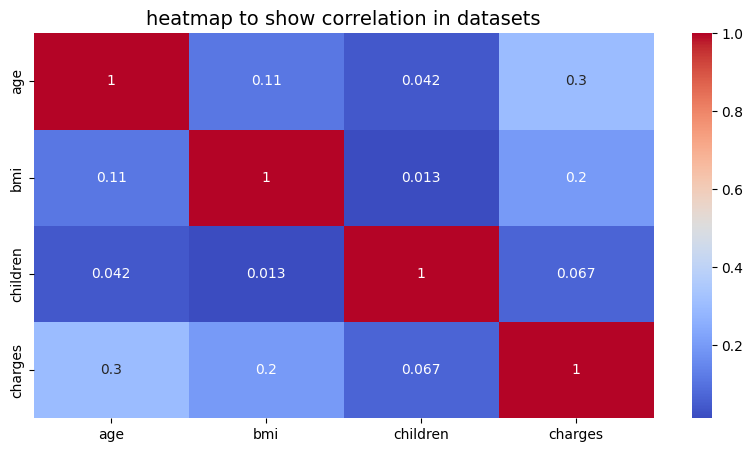 heatmap to show correlation in datasets
age 1 0.11 0.042 0.3
bmi 0.11 1 0.013 0.2
children 0.042 0.013 1 0.067
charges 0.3 0.2 0.067 1
age bmi children charges
1.0
0.8
0.6
0.4
0.2